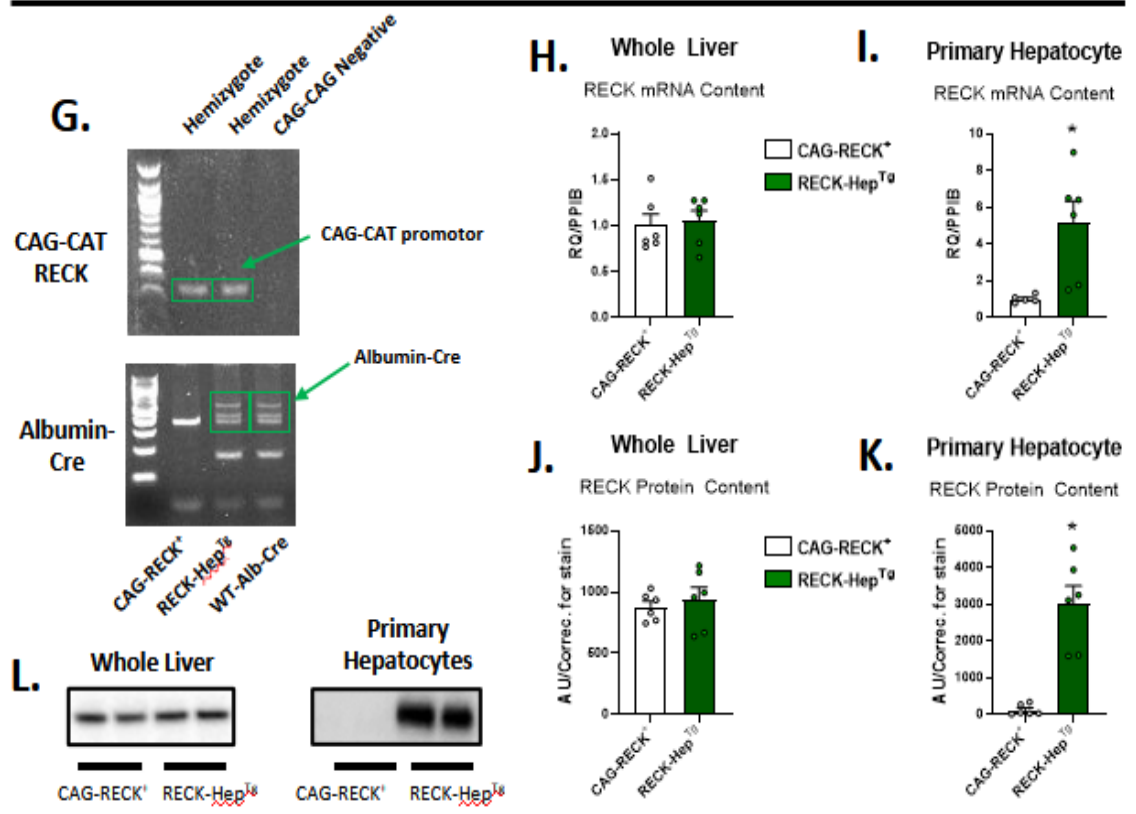 G.
Hemizygote
Hemizygote
CAG-CAG Negative
CAG-CAT
RECK
CAG-CAT promotor
Albumin-
Cre
Albumin-Cre
CAG-RECK⁺
RECK-Hepᵀᵍ
WT-Alb-Cre
H.
Whole Liver
RECK mRNA Content
RQ/PPIB
2.0
1.5
1.0
0.5
0.0
CAG-RECK⁺
RECK-Hepᵀᵍ
CAG-RECK⁺
RECK-Hepᵀᵍ
I.
Primary Hepatocyte
RECK mRNA Content
RQ/PPIB
10
8
6
4
2
0
*
CAG-RECK⁺
RECK-Hepᵀᵍ
J.
Whole Liver
RECK Protein Content
AU/Correc. for stain
1500
1000
500
0
CAG-RECK⁺
RECK-Hepᵀᵍ
CAG-RECK⁺
RECK-Hepᵀᵍ
K.
Primary Hepatocyte
RECK Protein Content
AU/Correc. for stain
6000
5000
4000
3000
2000
1000
0
*
CAG-RECK⁺
RECK-Hepᵀᵍ
L.
Whole Liver
CAG-RECK⁺
RECK-Hepᵀᵍ
Primary
Hepatocytes
CAG-RECK⁺
RECK-Hepᵀᵍ